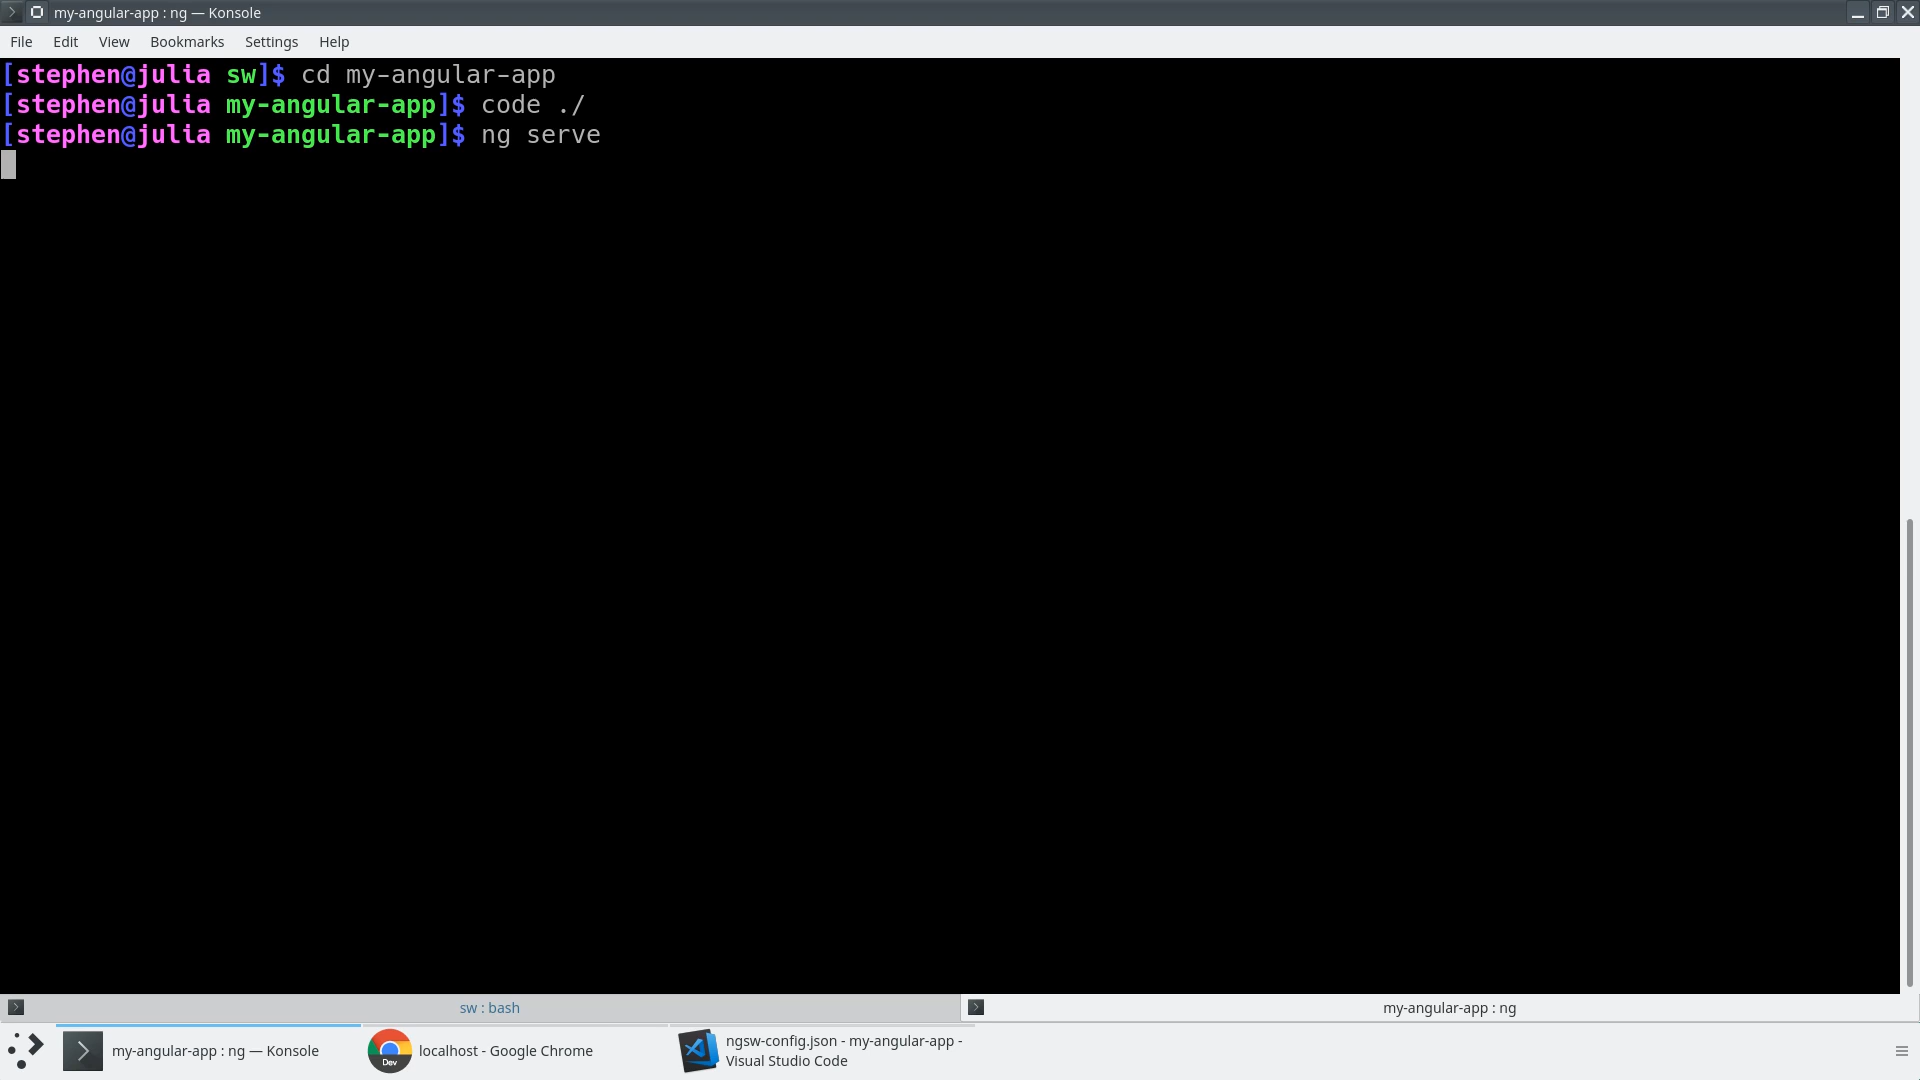 my-angular-app : ng — Konsole
File Edit View Bookmarks Settings Help
[stephen@julia sw]$ cd my-angular-app
[stephen@julia my-angular-app]$ code ./
[stephen@julia my-angular-app]$ ng serve
sw : bash
my-angular-app : ng
my-angular-app : ng — Konsole
Dev
localhost - Google Chrome
ngsw-config.json - my-angular-app -
Visual Studio Code